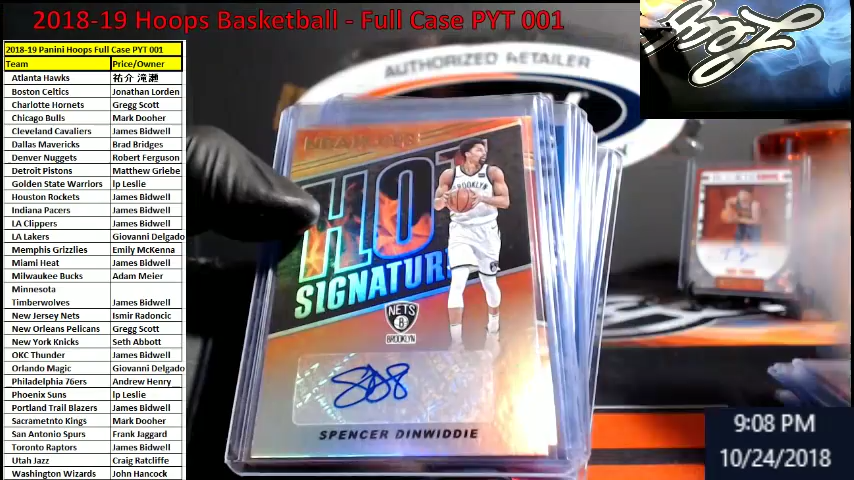 2018-19 Hoops Basketball - Full Case PYT 001
2018-19 Panini Hoops Full Case PYT 001
Team Price/Owner
Atlanta Hawks 祐介 滝瀬
Boston Celtics Jonathan Lorden
Charlotte Hornets Gregg Scott
Chicago Bulls Mark Dooher
Cleveland Cavaliers James Bidwell
Dallas Mavericks Brad Bridges
Denver Nuggets Robert Ferguson
Detroit Pistons Matthew Griebe
Golden State Warriors lp Leslie
Houston Rockets James Bidwell
Indiana Pacers James Bidwell
LA Clippers James Bidwell
LA Lakers Giovanni Delgado
Memphis Grizzlies Emily McKenna
Miami Heat James Bidwell
Milwaukee Bucks Adam Meier
Minnesota
Timberwolves James Bidwell
New Jersey Nets Ismir Radoncic
New Orleans Pelicans Gregg Scott
New York Knicks Seth Abbott
OKC Thunder James Bidwell
Orlando Magic Giovanni Delgado
Philadelphia 76ers Andrew Henry
Phoenix Suns lp Leslie
Portland Trail Blazers James Bidwell
Sacrametnto Kings Mark Dooher
San Antonio Spurs Frank Jaggard
Toronto Raptors James Bidwell
Utah Jazz Craig Ratcliffe
Washington Wizards John Hancock
AUTHORIZED RETAILER
HOT
SIGNATUR
BROOKLYN
NETS
B
BROOKLYN
SPENCER DINWIDDIE
Leaf
9:08 PM
10/24/2018